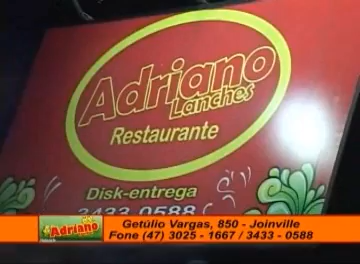 Adriano
Lanches
Restaurante
Disk-entrega
3433 0588
Adriano
Getúlio Vargas, 850 - Joinville
Fone (47) 3025 - 1667 / 3433 - 0588